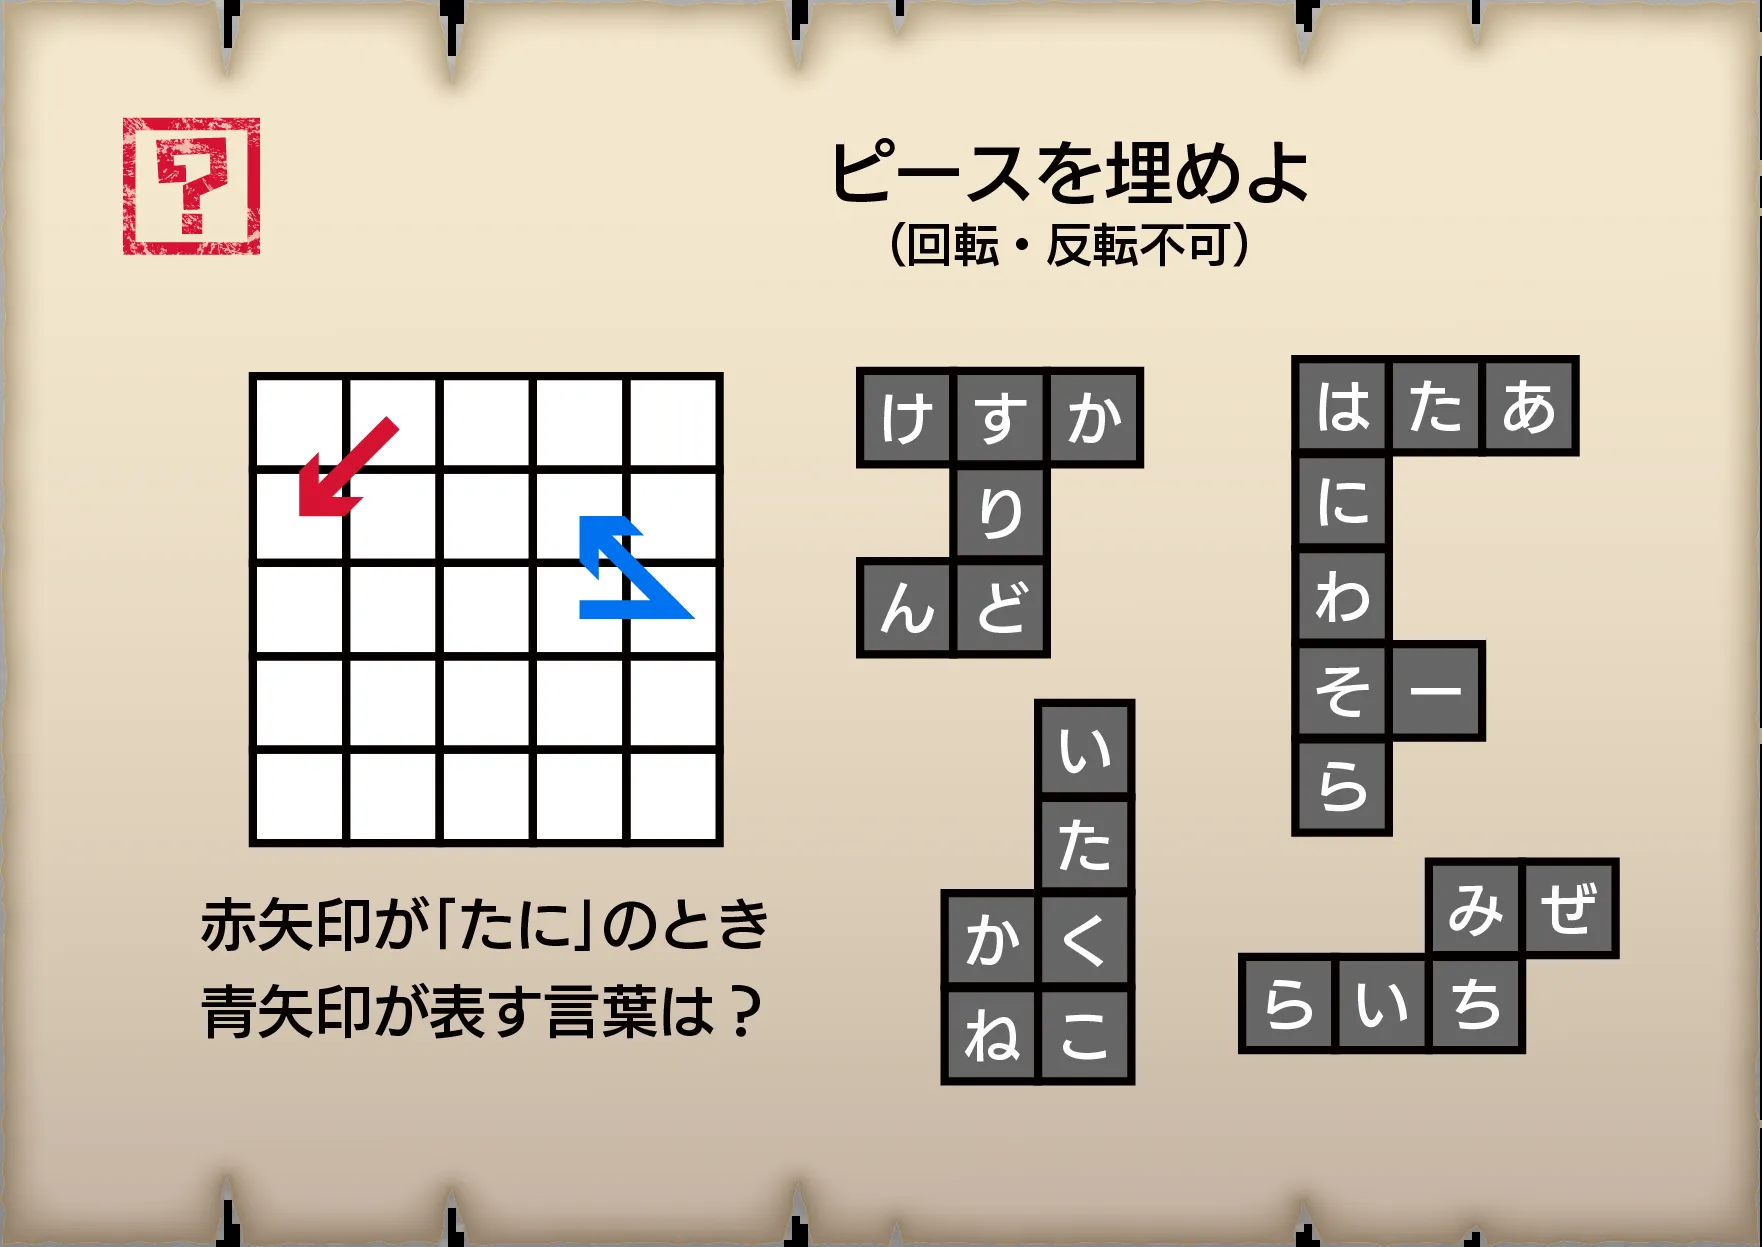 ?
ピースを埋めよ
（回転・反転不可）
けすか
り
んど
はたあ
に
わ
そー
ら
い
た
かく
ねこ
みぜ
らいち
赤矢印が「たに」のとき
青矢印が表す言葉は？